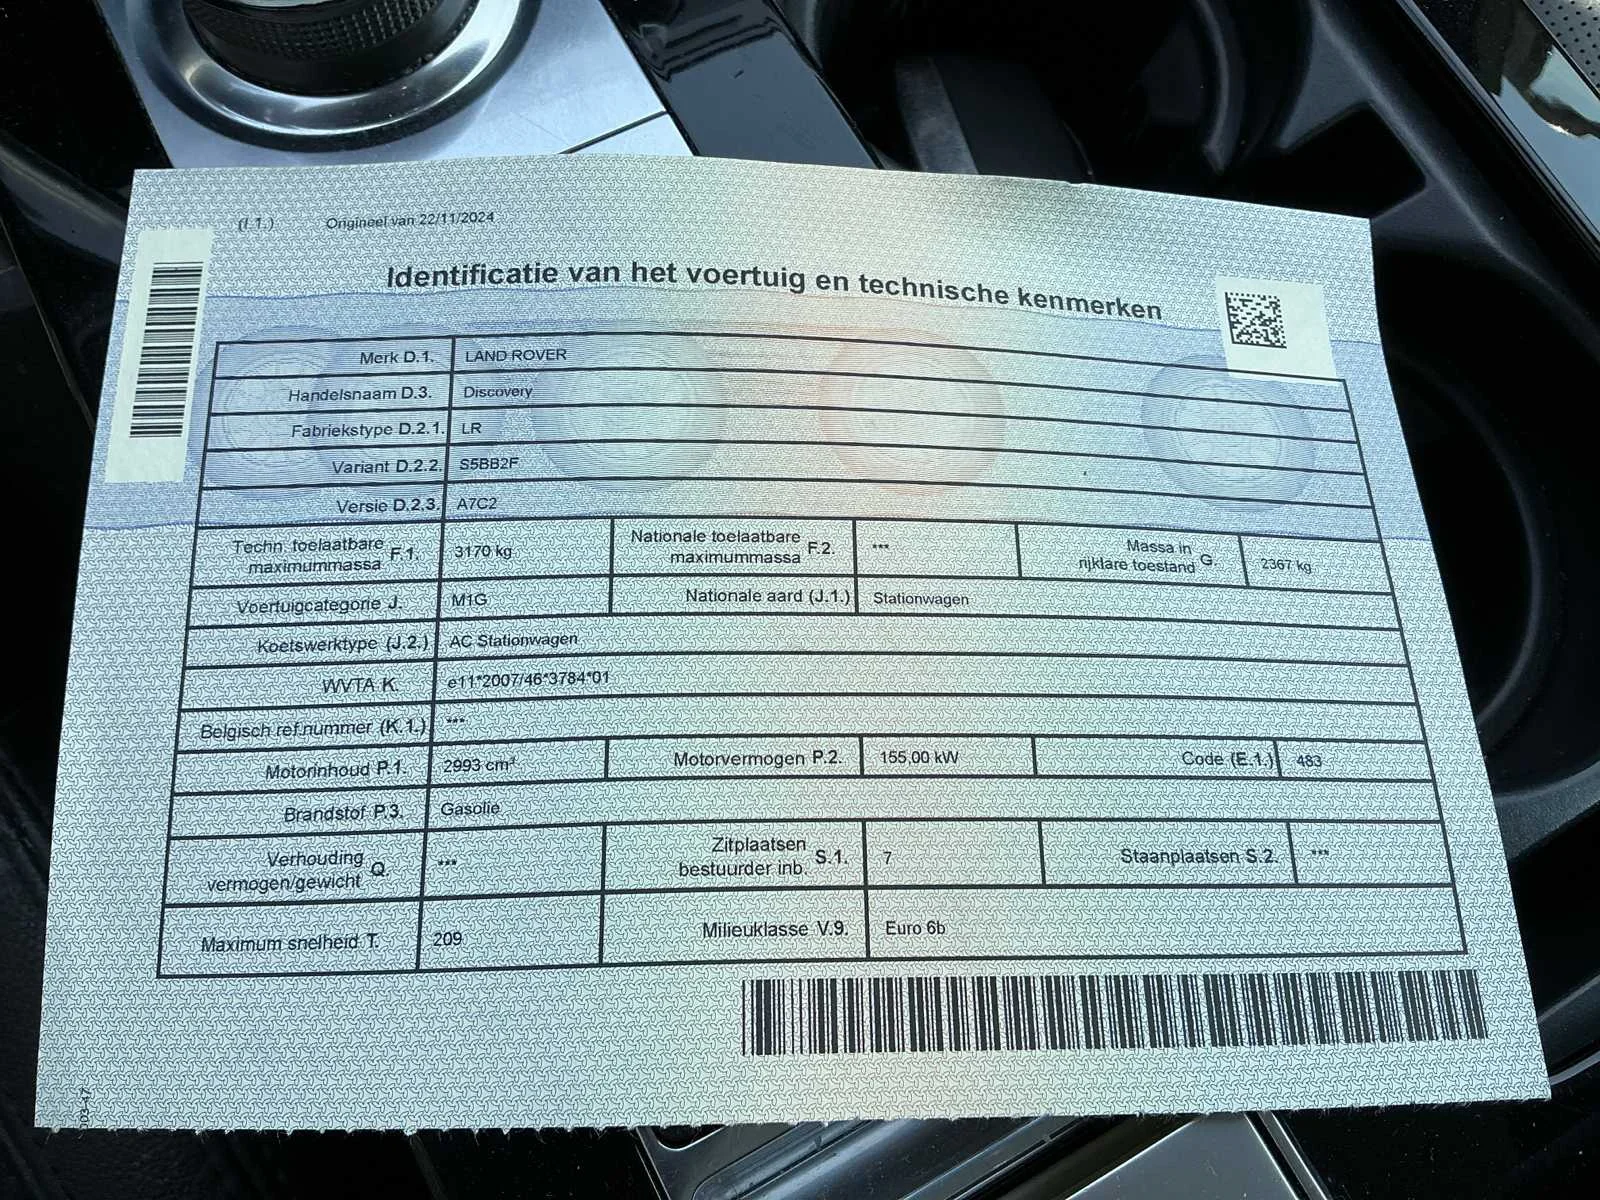 (I.1.) Origineel van 22/11/2024
Identificatie van het voertuig en technische kenmerken
Merk D.1. LAND ROVER
Handelsnaam D.3. Discovery
Fabriekstype D.2.1. LR
Variant D.2.2. S5BB2F
Versie D.2.3. A7C2
Techn. toelaatbare maximummassa F.1. 3170 kg Nationale toelaatbare maximummassa F.2. *** Massa in rijklare toestand G. 2367 kg
Voertuigcategorie J. M1G Nationale aard (J.1.) Stationwagen
Koetswerktype (J.2.) AC Stationwagen
WVTA K. e11*2007/46*3784*01
Belgisch ref.nummer (K.1.) ***
Motorinhoud P.1. 2993 cm³ Motorvermogen P.2. 155,00 kW Code (E.1.) 483
Brandstof P.3. Gasolie
Verhouding vermogen/gewicht Q. *** Zitplaatsen bestuurder inb. S.1. 7 Staanplaatsen S.2. ***
Maximum snelheid T. 209 Milieuklasse V.9. Euro 6b
703-47